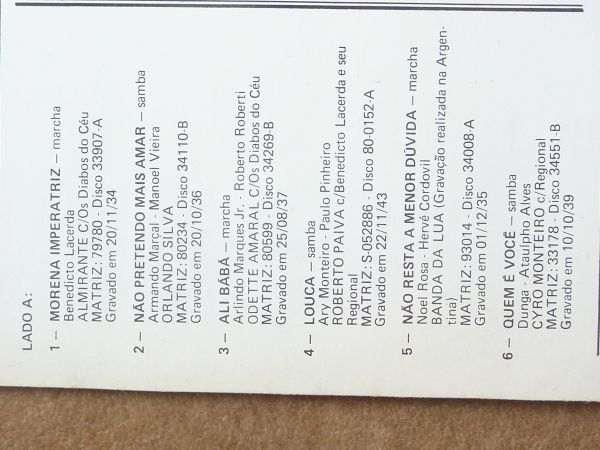 LADO A:
1 — MORENA IMPERATRIZ — marcha
Benedicto Lacerda
ALMIRANTE C/Os Diabos do Céu
MATRIZ: 79780 - Disco 33907-A
Gravado em 20/11/34
2 — NÃO PRETENDO MAIS AMAR — samba
Armando Marçal - Manoel Vieira
ORLANDO SILVA
MATRIZ: 80234 - Disco 34110-B
Gravado em 20/10/36
3 — ALI BÁBÁ — marcha
Arlindo Marques Jr. - Roberto Roberti
ODETTE AMARAL C/Os Diabos do Céu
MATRIZ: 80599 - Disco 34269-B
Gravado em 25/08/37
4 — LOUCA — samba
Ary Monteiro - Paulo Pinheiro
ROBERTO PAIVA c/Benedicto Lacerda e seu
Regional
MATRIZ: S-052886 - Disco 80-0152-A
Gravado em 22/11/43
5 — NÃO RESTA A MENOR DÚVIDA — marcha
Noel Rosa - Hervé Cordovil
BANDA DA LUA (Gravação realizada na Argen-
tina)
MATRIZ: 93014 - Disco 34008-A
Gravado em 01/12/35
6 — QUEM É VOCÊ — samba
Dunga - Ataulpho Alves
CYRO MONTEIRO c/Regional
MATRIZ: 33178 - Disco 34551-B
Gravado em 10/10/39